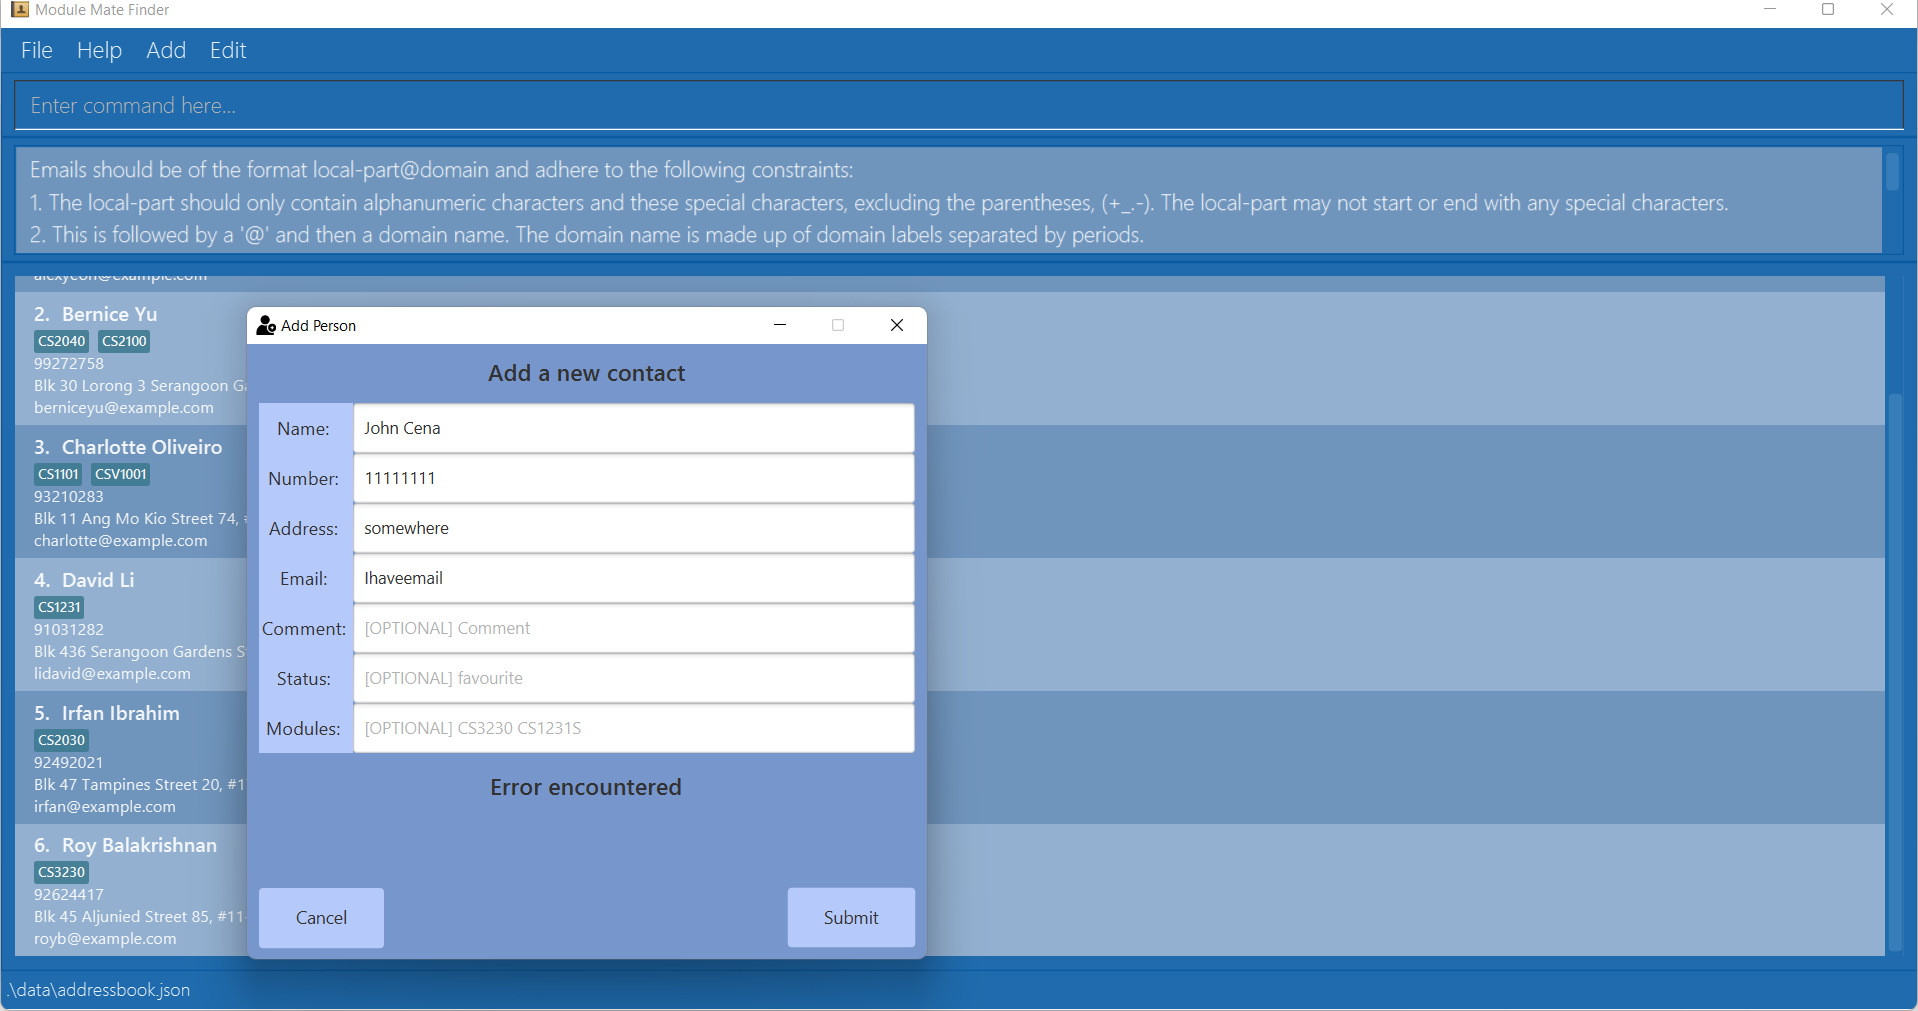 Module Mate Finder
File Help Add Edit
Enter command here...
Emails should be of the format local-part@domain and adhere to the following constraints:
1. The local-part should only contain alphanumeric characters and these special characters, excluding the parentheses, (+_.-). The local-part may not start or end with any special characters.
2. This is followed by a '@' and then a domain name. The domain name is made up of domain labels separated by periods.
alexyeoh@example.com
2. Bernice Yu
CS2040 CS2100
99272758
Blk 30 Lorong 3 Serangoon Ga
berniceyu@example.com
3. Charlotte Oliveiro
CS1101 CSV1001
93210283
Blk 11 Ang Mo Kio Street 74,
charlotte@example.com
4. David Li
CS1231
91031282
Blk 436 Serangoon Gardens S
lidavid@example.com
5. Irfan Ibrahim
CS2030
92492021
Blk 47 Tampines Street 20, #1
irfan@example.com
6. Roy Balakrishnan
CS3230
92624417
Blk 45 Aljunied Street 85, #11-
royb@example.com
Add Person
Add a new contact
Name: John Cena
Number: 11111111
Address: somewhere
Email: Ihaveemail
Comment: [OPTIONAL] Comment
Status: [OPTIONAL] favourite
Modules: [OPTIONAL] CS3230 CS1231S
Error encountered
Cancel Submit
.\data\addressbook.json